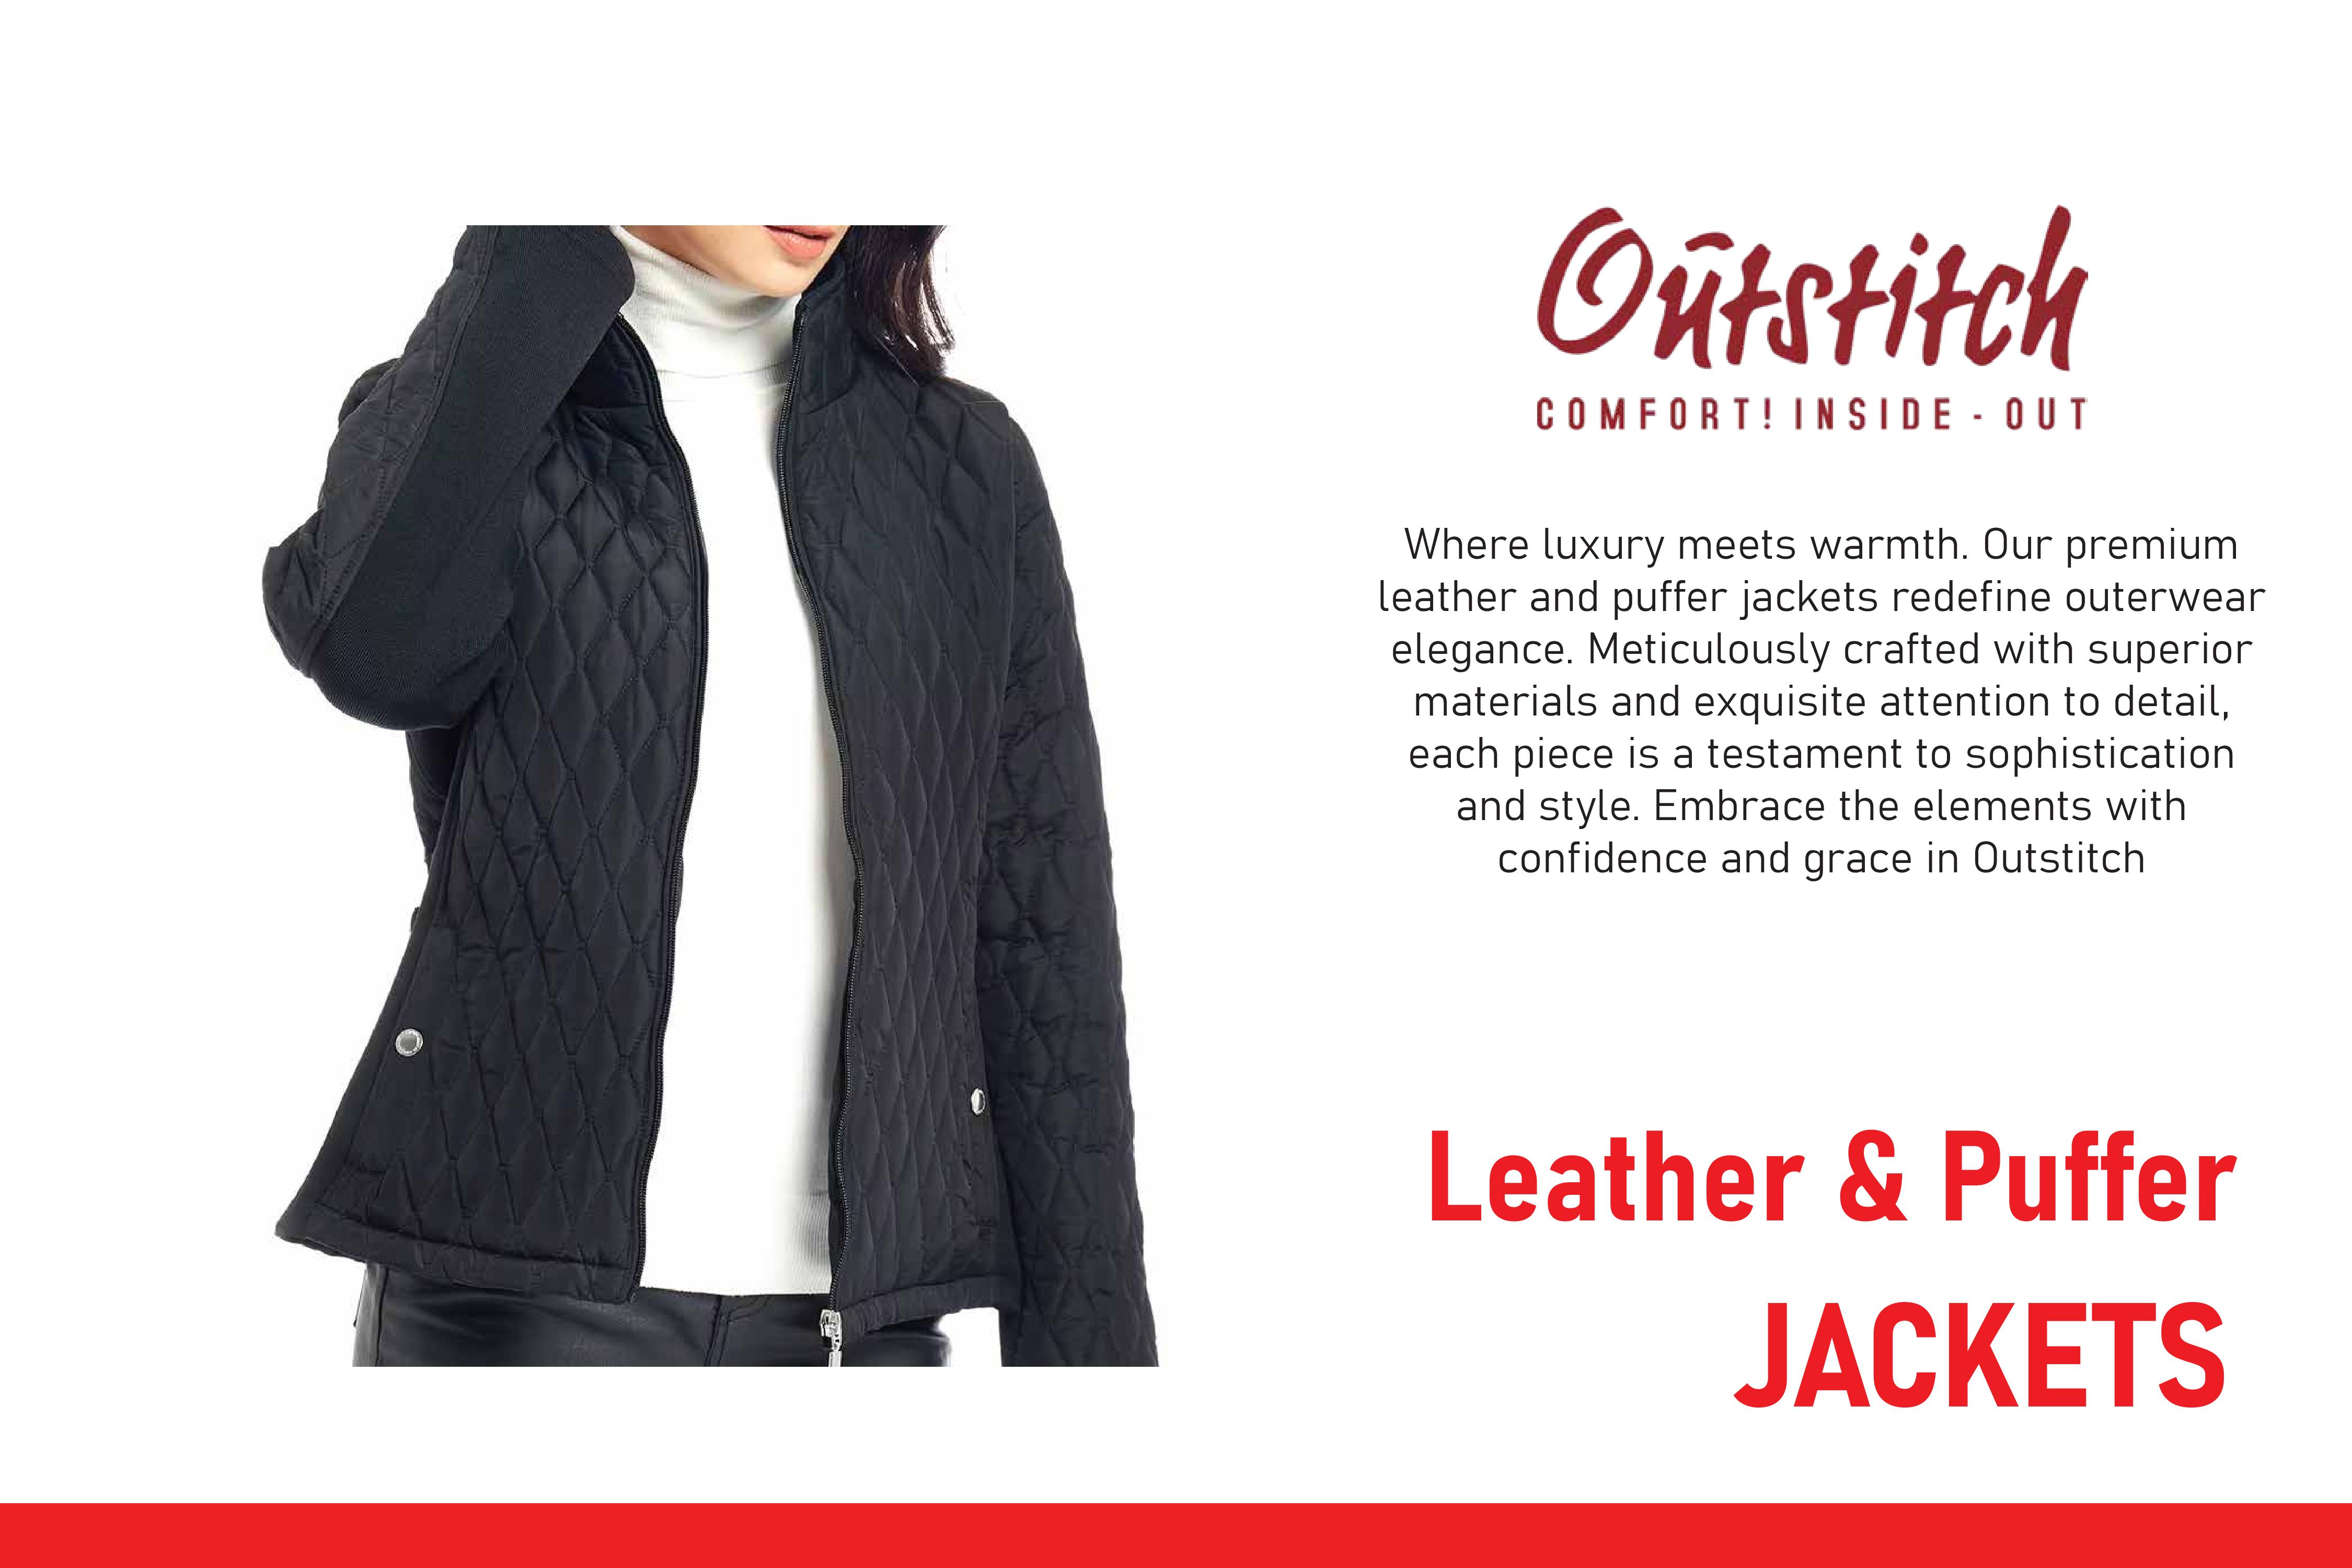 Outstitch
COMFORT! INSIDE - OUT
Where luxury meets warmth. Our premium
leather and puffer jackets redefine outerwear
elegance. Meticulously crafted with superior
materials and exquisite attention to detail,
each piece is a testament to sophistication
and style. Embrace the elements with
confidence and grace in Outstitch
Leather & Puffer
JACKETS